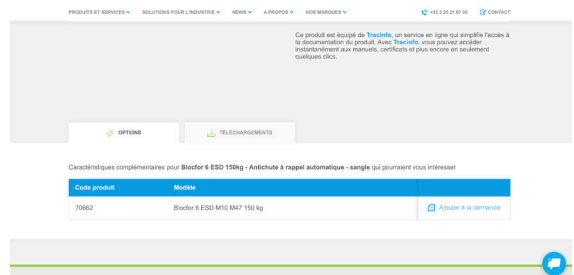 PRODUITS ET SERVICES SOLUTIONS POUR L'INDUSTRIE NEWS A PROPOS NOS MARQUES +33 3 25 21 87 56 CONTACT
Ce produit est équipé de Tracinfo, un service en ligne qui simplifie l'accès à
la documentation du produit. Avec Tracinfo, vous pouvez accéder
instantanément aux manuels, certificats et plus encore en seulement
quelques clics.
OPTIONS TÉLÉCHARGEMENTS
Caractéristiques complémentaires pour Blocfor 6 ESD 150kg - Antichute à rappel automatique - sangle qui pourraient vous intéresser
Code produit Modèle
70662 Blocfor 6 ESD M10 M47 150 kg Ajouter à la demande